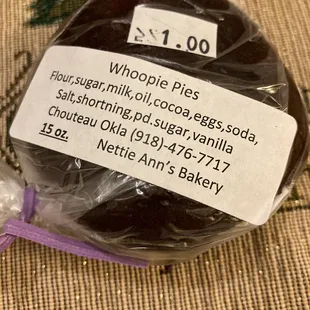 $1.00
Whoopie Pies
Flour,sugar,milk,oil,cocoa,eggs,soda,
Salt,shortning,pd.sugar,vanilla
Chouteau Okla (918)-476-7717
15 oz.
Nettie Ann's Bakery